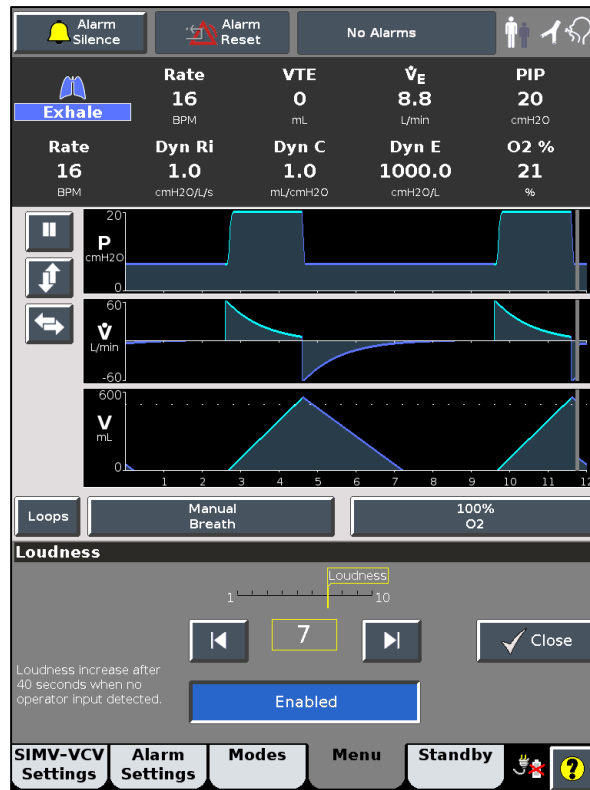 Alarm
Silence
Alarm
Reset
No Alarms
Exhale
Rate
16
BPM
VTE
0
mL
V̇E
8.8
L/min
PIP
20
cmH2O
Rate
16
BPM
Dyn Ri
1.0
cmH2O/L/s
Dyn C
1.0
mL/cmH2O
Dyn E
1000.0
cmH2O/L
O2 %
21
%
20
P
cmH2O
0
60
V̇
L/min
-60
600
V
mL
0
1 2 3 4 5 6 7 8 9 10 11 12
Loops
Manual
Breath
100%
O2
Loudness
Loudness
1 10
7
Close
Loudness increase after
40 seconds when no
operator input detected.
Enabled
SIMV-VCV
Settings
Alarm
Settings
Modes
Menu
Standby
?